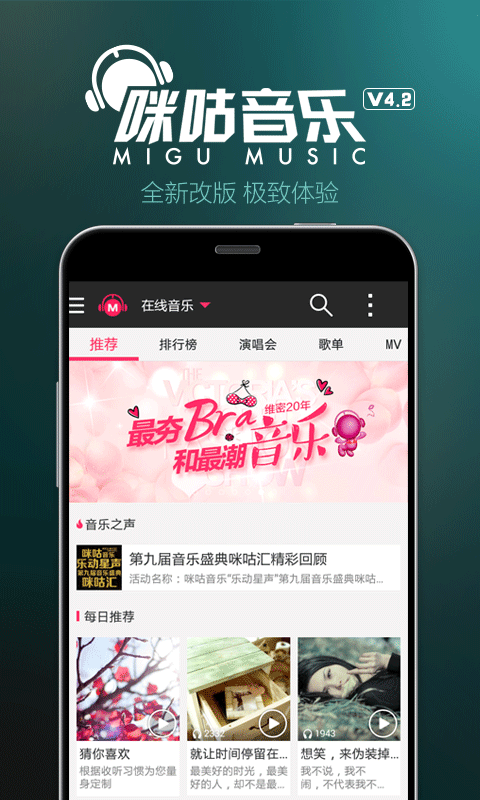 咪咕音乐 V4.2
MIGU MUSIC
全新改版 极致体验
M 在线音乐
推荐 排行榜 演唱会 歌单 MV
THE
维密20年
最夯Bra音乐
和最潮
SHOW
音乐之声
咪咕音乐
乐动星声
第九届音乐盛典
咪咕汇
第九届音乐盛典咪咕汇精彩回顾
活动名称：咪咕音乐"乐动星声"第九届音乐盛典咪咕...
每日推荐
2332
1943
猜你喜欢
根据收听习惯为您量
身定制
就让时间停留在...
最美好的时光，最美
好的人，最美好的...
想笑，来伪装掉...
我不说，我不
闹，不代表我不...